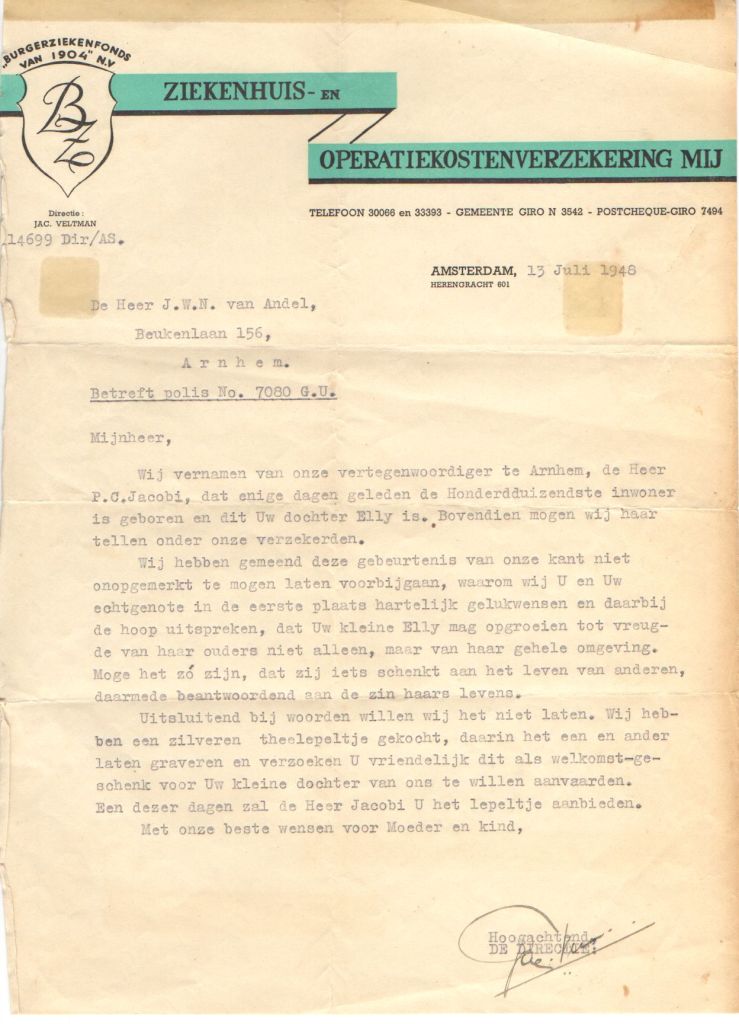 "BURGERZIEKENFONDS
VAN 1904" N.V
BZ
ZIEKENHUIS- EN
OPERATIEKOSTENVERZEKERING MIJ
Directie:
JAC. VELTMAN
TELEFOON 30066 en 33393 - GEMEENTE GIRO N 3542 - POSTCHEQUE-GIRO 7494
14699 Dir/AS.
AMSTERDAM, 13 Juli 1948
HERENGRACHT 601
De Heer J.W.N. van Andel,
Beukenlaan 156,
A r n h e m.
Betreft polis No. 7080 G.U.
Mijnheer,
Wij vernamen van onze vertegenwoordiger te Arnhem, de Heer
P.C.Jacobi, dat enige dagen geleden de Honderdduizendste inwoner
is geboren en dit Uw dochter Elly is. Bovendien mogen wij haar
tellen onder onze verzekerden.
Wij hebben gemeend deze gebeurtenis van onze kant niet
onopgemerkt te mogen laten voorbijgaan, waarom wij U en Uw
echtgenote in de eerste plaats hartelijk gelukwensen en daarbij
de hoop uitspreken, dat Uw kleine Elly mag opgroeien tot vreug-
de van haar ouders niet alleen, maar van haar gehele omgeving.
Moge het zó zijn, dat zij iets schenkt aan het leven van anderen,
daarmede beantwoordend aan de zin haars levens.
Uitsluitend bij woorden willen wij het niet laten. Wij heb-
ben een zilveren theelepeltje gekocht, daarin het een en ander
laten graveren en verzoeken U vriendelijk dit als welkomst-ge-
schenk voor Uw kleine dochter van ons te willen aanvaarden.
Een dezer dagen zal de Heer Jacobi U het lepeltje aanbieden.
Met onze beste wensen voor Moeder en kind,
Hoogachtend,
DE DIRECTIE: